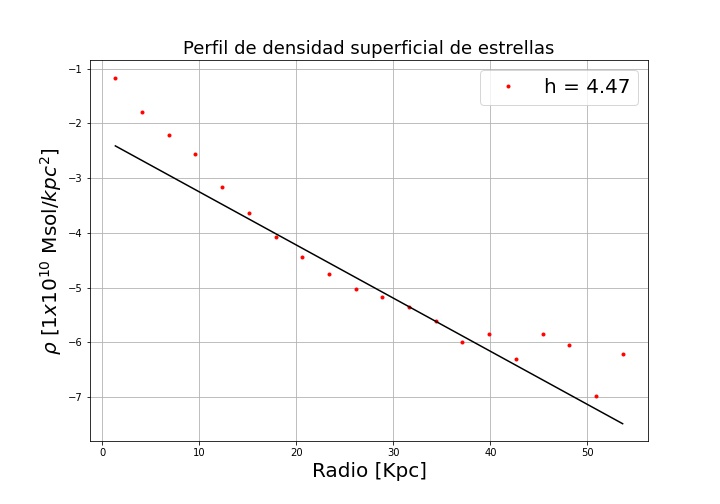 Perfil de densidad superficial de estrellas
h = 4.47
−1
−2
−3
−4
−5
−6
−7
ρ [1x10¹⁰ Msol/kpc²]
0 10 20 30 40 50
Radio [Kpc]